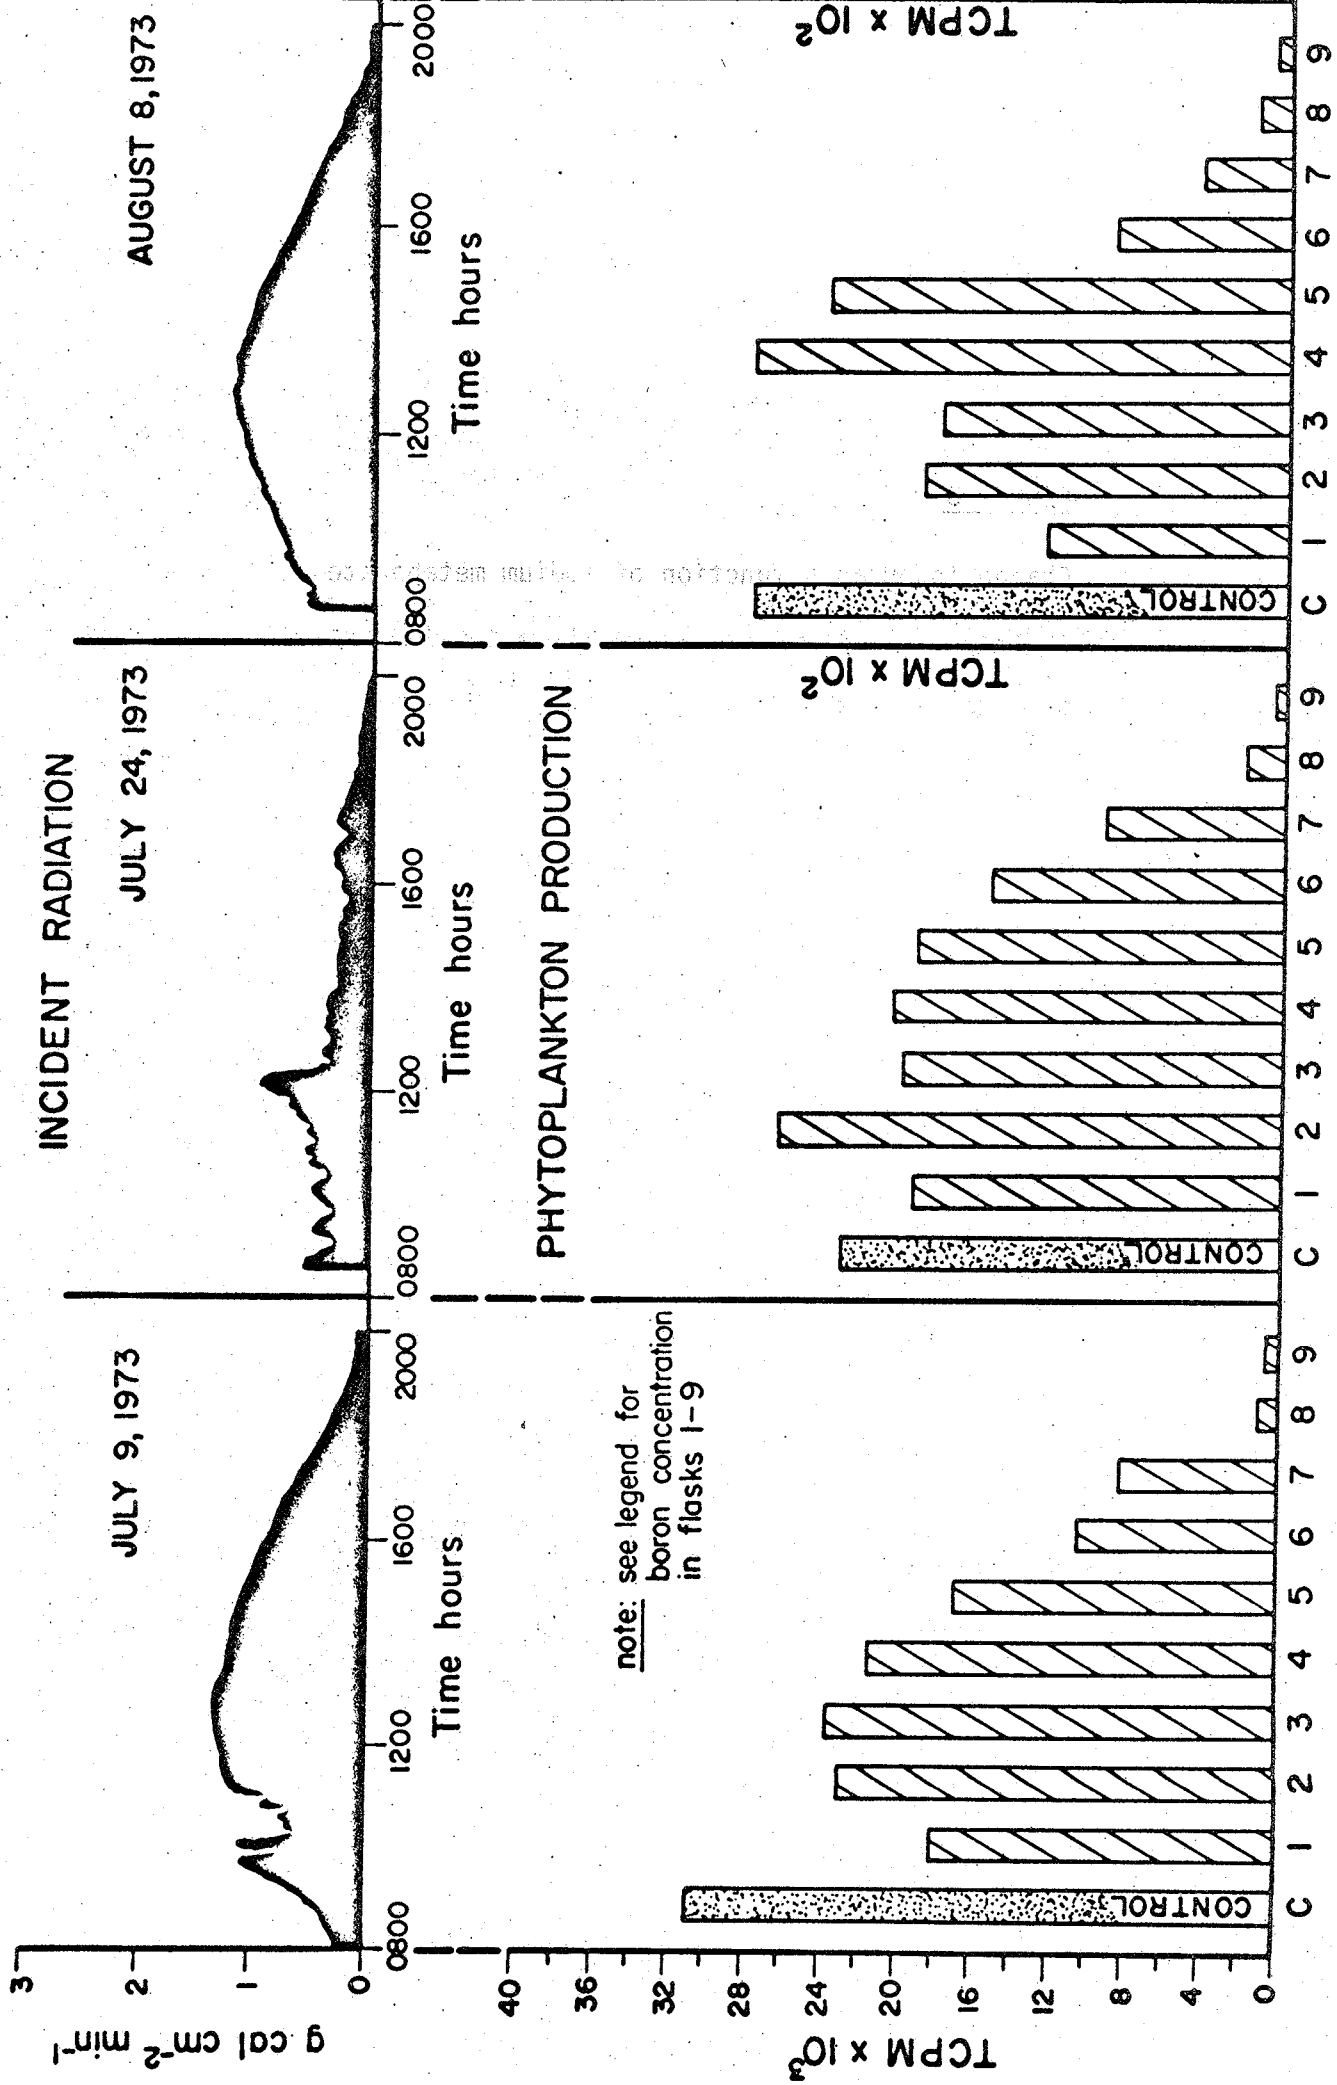 INCIDENT RADIATION
JULY 9, 1973
JULY 24, 1973
AUGUST 8, 1973
g cal cm⁻² min⁻¹
3
1
0
0800 1200 1600 2000
Time hours
0800 1200 1600 2000
Time hours
0800 1200 1600 2000
Time hours
PHYTOPLANKTON PRODUCTION
note: see legend for
boron concentration
in flasks 1-9
TCPM x 10³
40
36
32
28
24
20
16
12
8
4
0
TCPM x 10²
TCPM x 10²
CONTROL
CONTROL
CONTROL
C 1 2 3 4 5 6 7 8 9
C 1 2 3 4 5 6 7 8 9
C 1 2 3 4 5 6 7 8 9